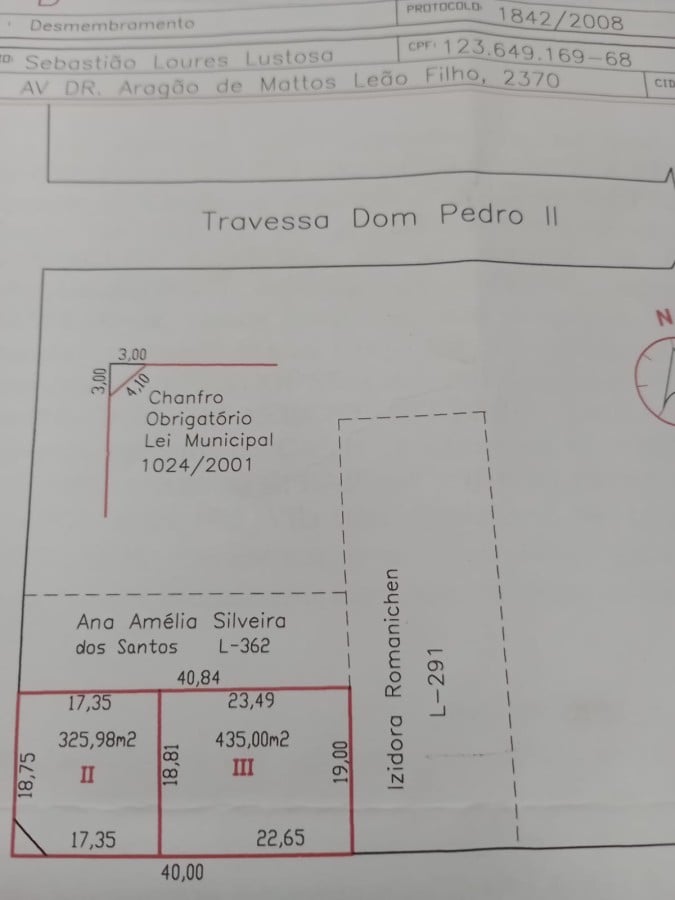 Desmembramento
PROTOCOLO: 1842/2008
Sebastião Loures Lustosa
CPF: 123.649.169-68
AV DR. Aragão de Mattos Leão Filho, 2370
CID
Travessa Dom Pedro II
N
3,00
3,00
4,10
Chanfro
Obrigatório
Lei Municipal
1024/2001
Ana Amélia Silveira
dos Santos L-362
Izidora Romanichen
L-291
40,84
17,35
23,49
325,98m2
435,00m2
II
III
18,75
18,81
19,00
17,35
22,65
40,00